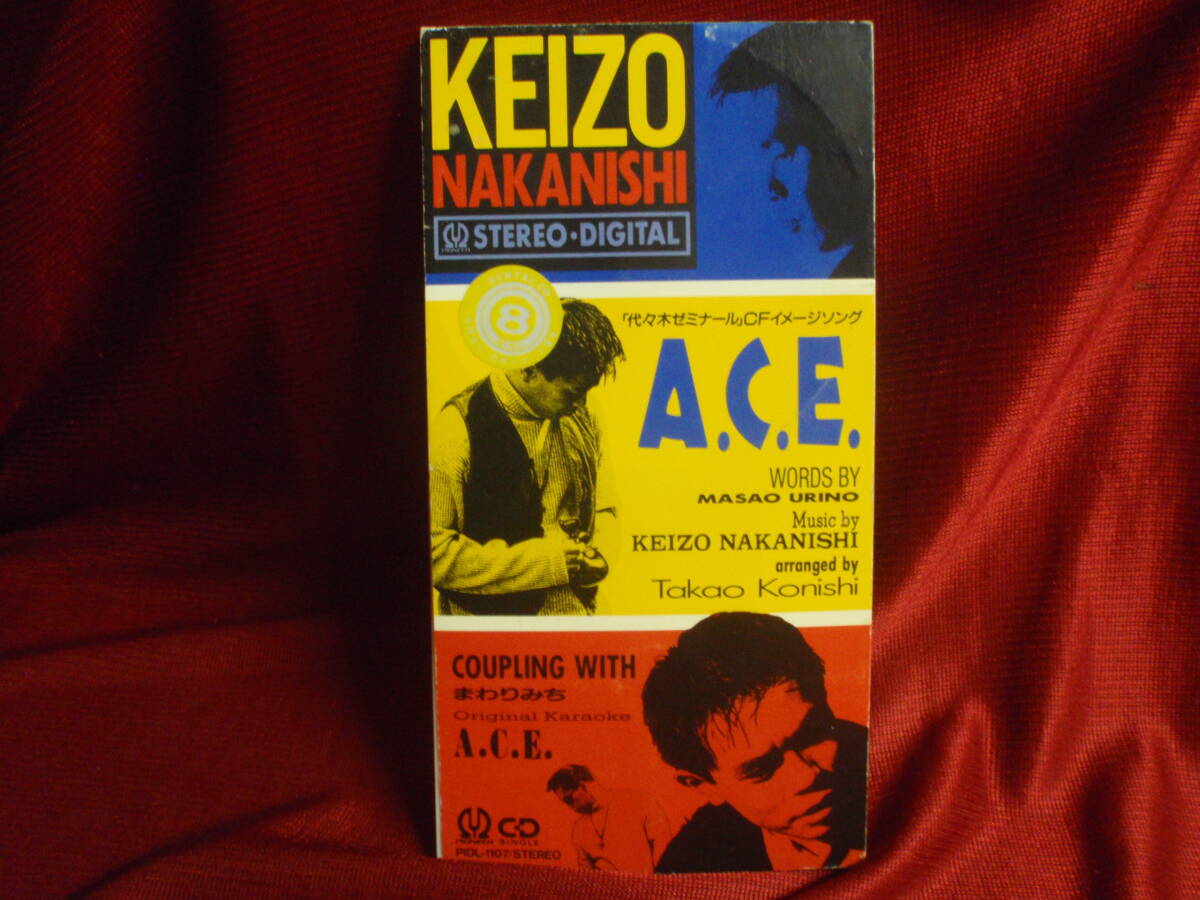 KEIZO
NAKANISHI
PIONEER STEREO・DIGITAL
8
「代々木ゼミナール」CFイメージソング
A.C.E.
WORDS BY
MASAO URINO
Music by
KEIZO NAKANISHI
arranged by
Takao Konishi
COUPLING WITH
まわりみち
Original Karaoke
A.C.E.
PIONEER CD SINGLE
PIDL-1107/STEREO